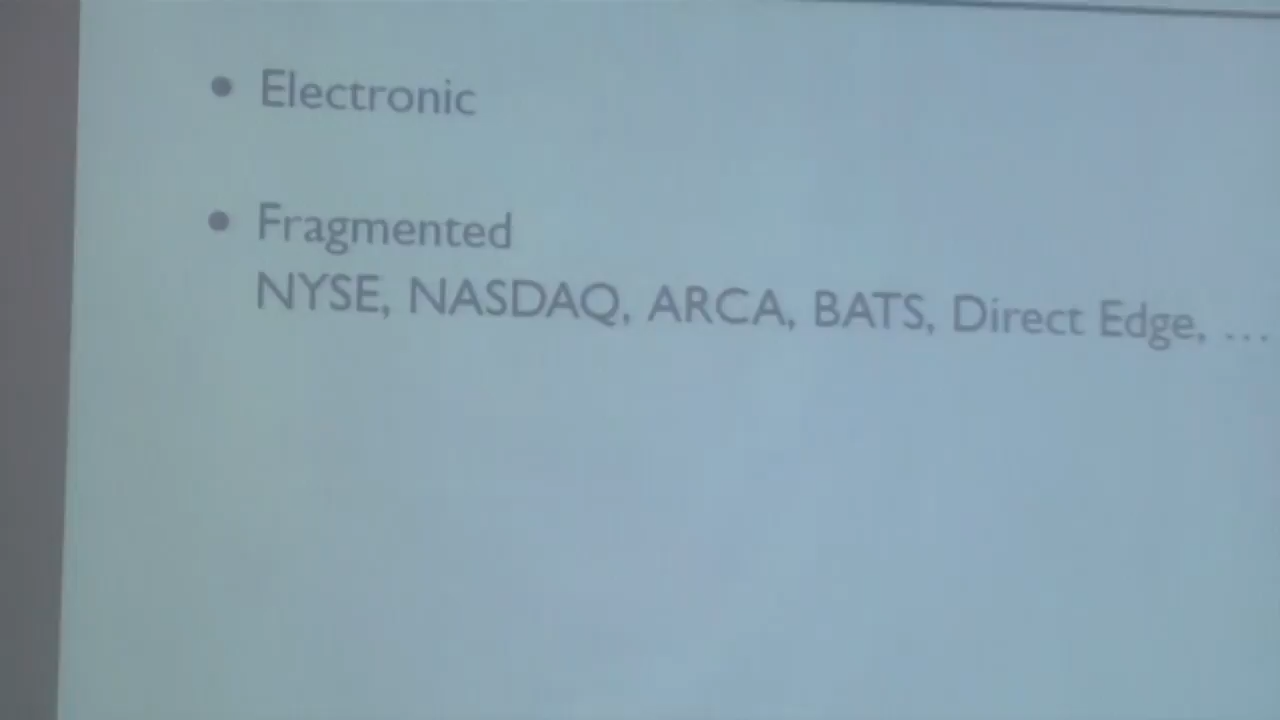 • Electronic
• Fragmented
NYSE, NASDAQ, ARCA, BATS, Direct Edge, ...